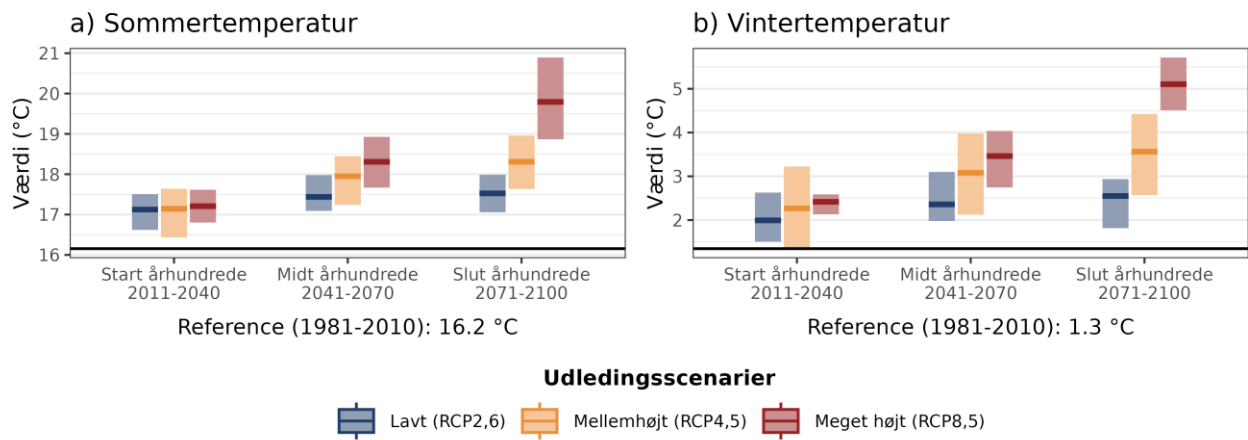 a) Sommertemperatur
21
20
19
18
17
16
Værdi (°C)
Start århundrede
2011-2040
Midt århundrede
2041-2070
Slut århundrede
2071-2100
Reference (1981-2010): 16.2 °C
b) Vintertemperatur
5
4
3
2
Værdi (°C)
Start århundrede
2011-2040
Midt århundrede
2041-2070
Slut århundrede
2071-2100
Reference (1981-2010): 1.3 °C
Udledingsscenarier
Lavt (RCP2,6)
Mellemhøjt (RCP4,5)
Meget højt (RCP8,5)